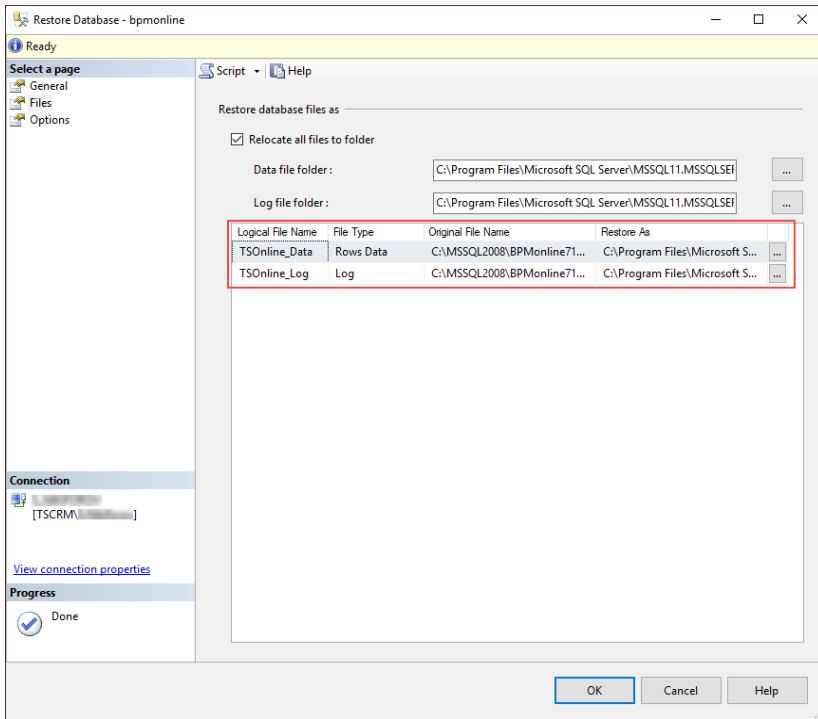 Restore Database - bpmonline
Ready
Select a page
General
Files
Options
Script Help
Restore database files as
Relocate all files to folder
Data file folder : C:\Program Files\Microsoft SQL Server\MSSQL11.MSSQLSEF ...
Log file folder : C:\Program Files\Microsoft SQL Server\MSSQL11.MSSQLSEF ...
Logical File Name File Type Original File Name Restore As
TSOnline_Data Rows Data C:\MSSQL2008\BPMonline71... C:\Program Files\Microsoft S... ...
TSOnline_Log Log C:\MSSQL2008\BPMonline71... C:\Program Files\Microsoft S... ...
Connection
[TSCRM\ ]
View connection properties
Progress
Done
OK Cancel Help